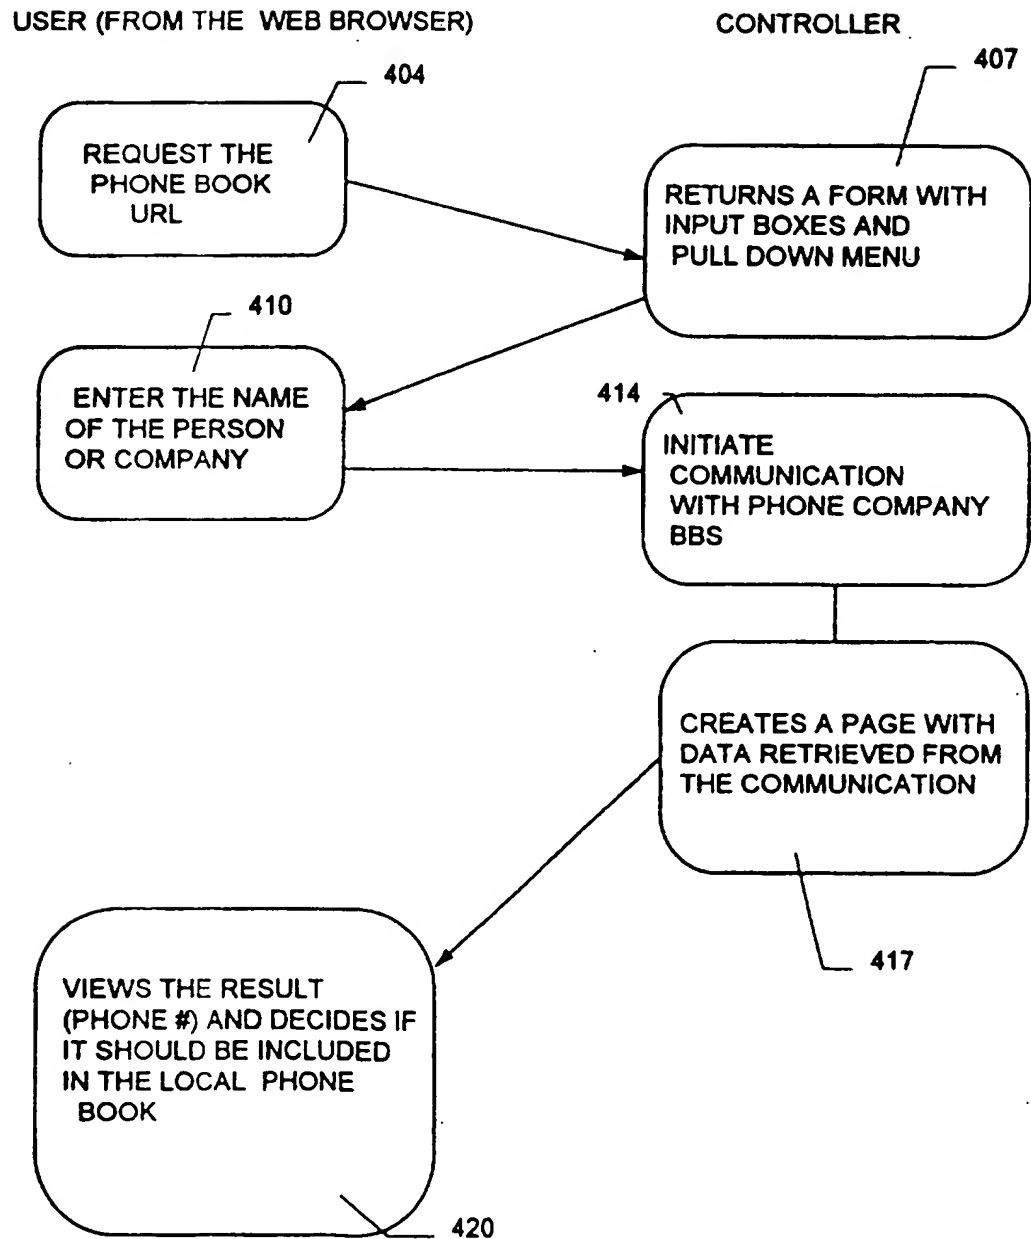 USER (FROM THE WEB BROWSER)
CONTROLLER
404
407
REQUEST THE
PHONE BOOK
URL
RETURNS A FORM WITH
INPUT BOXES AND
PULL DOWN MENU
410
ENTER THE NAME
OF THE PERSON
OR COMPANY
414
INITIATE
COMMUNICATION
WITH PHONE COMPANY
BBS
CREATES A PAGE WITH
DATA RETRIEVED FROM
THE COMMUNICATION
417
VIEWS THE RESULT
(PHONE #) AND DECIDES IF
IT SHOULD BE INCLUDED
IN THE LOCAL PHONE
BOOK
420